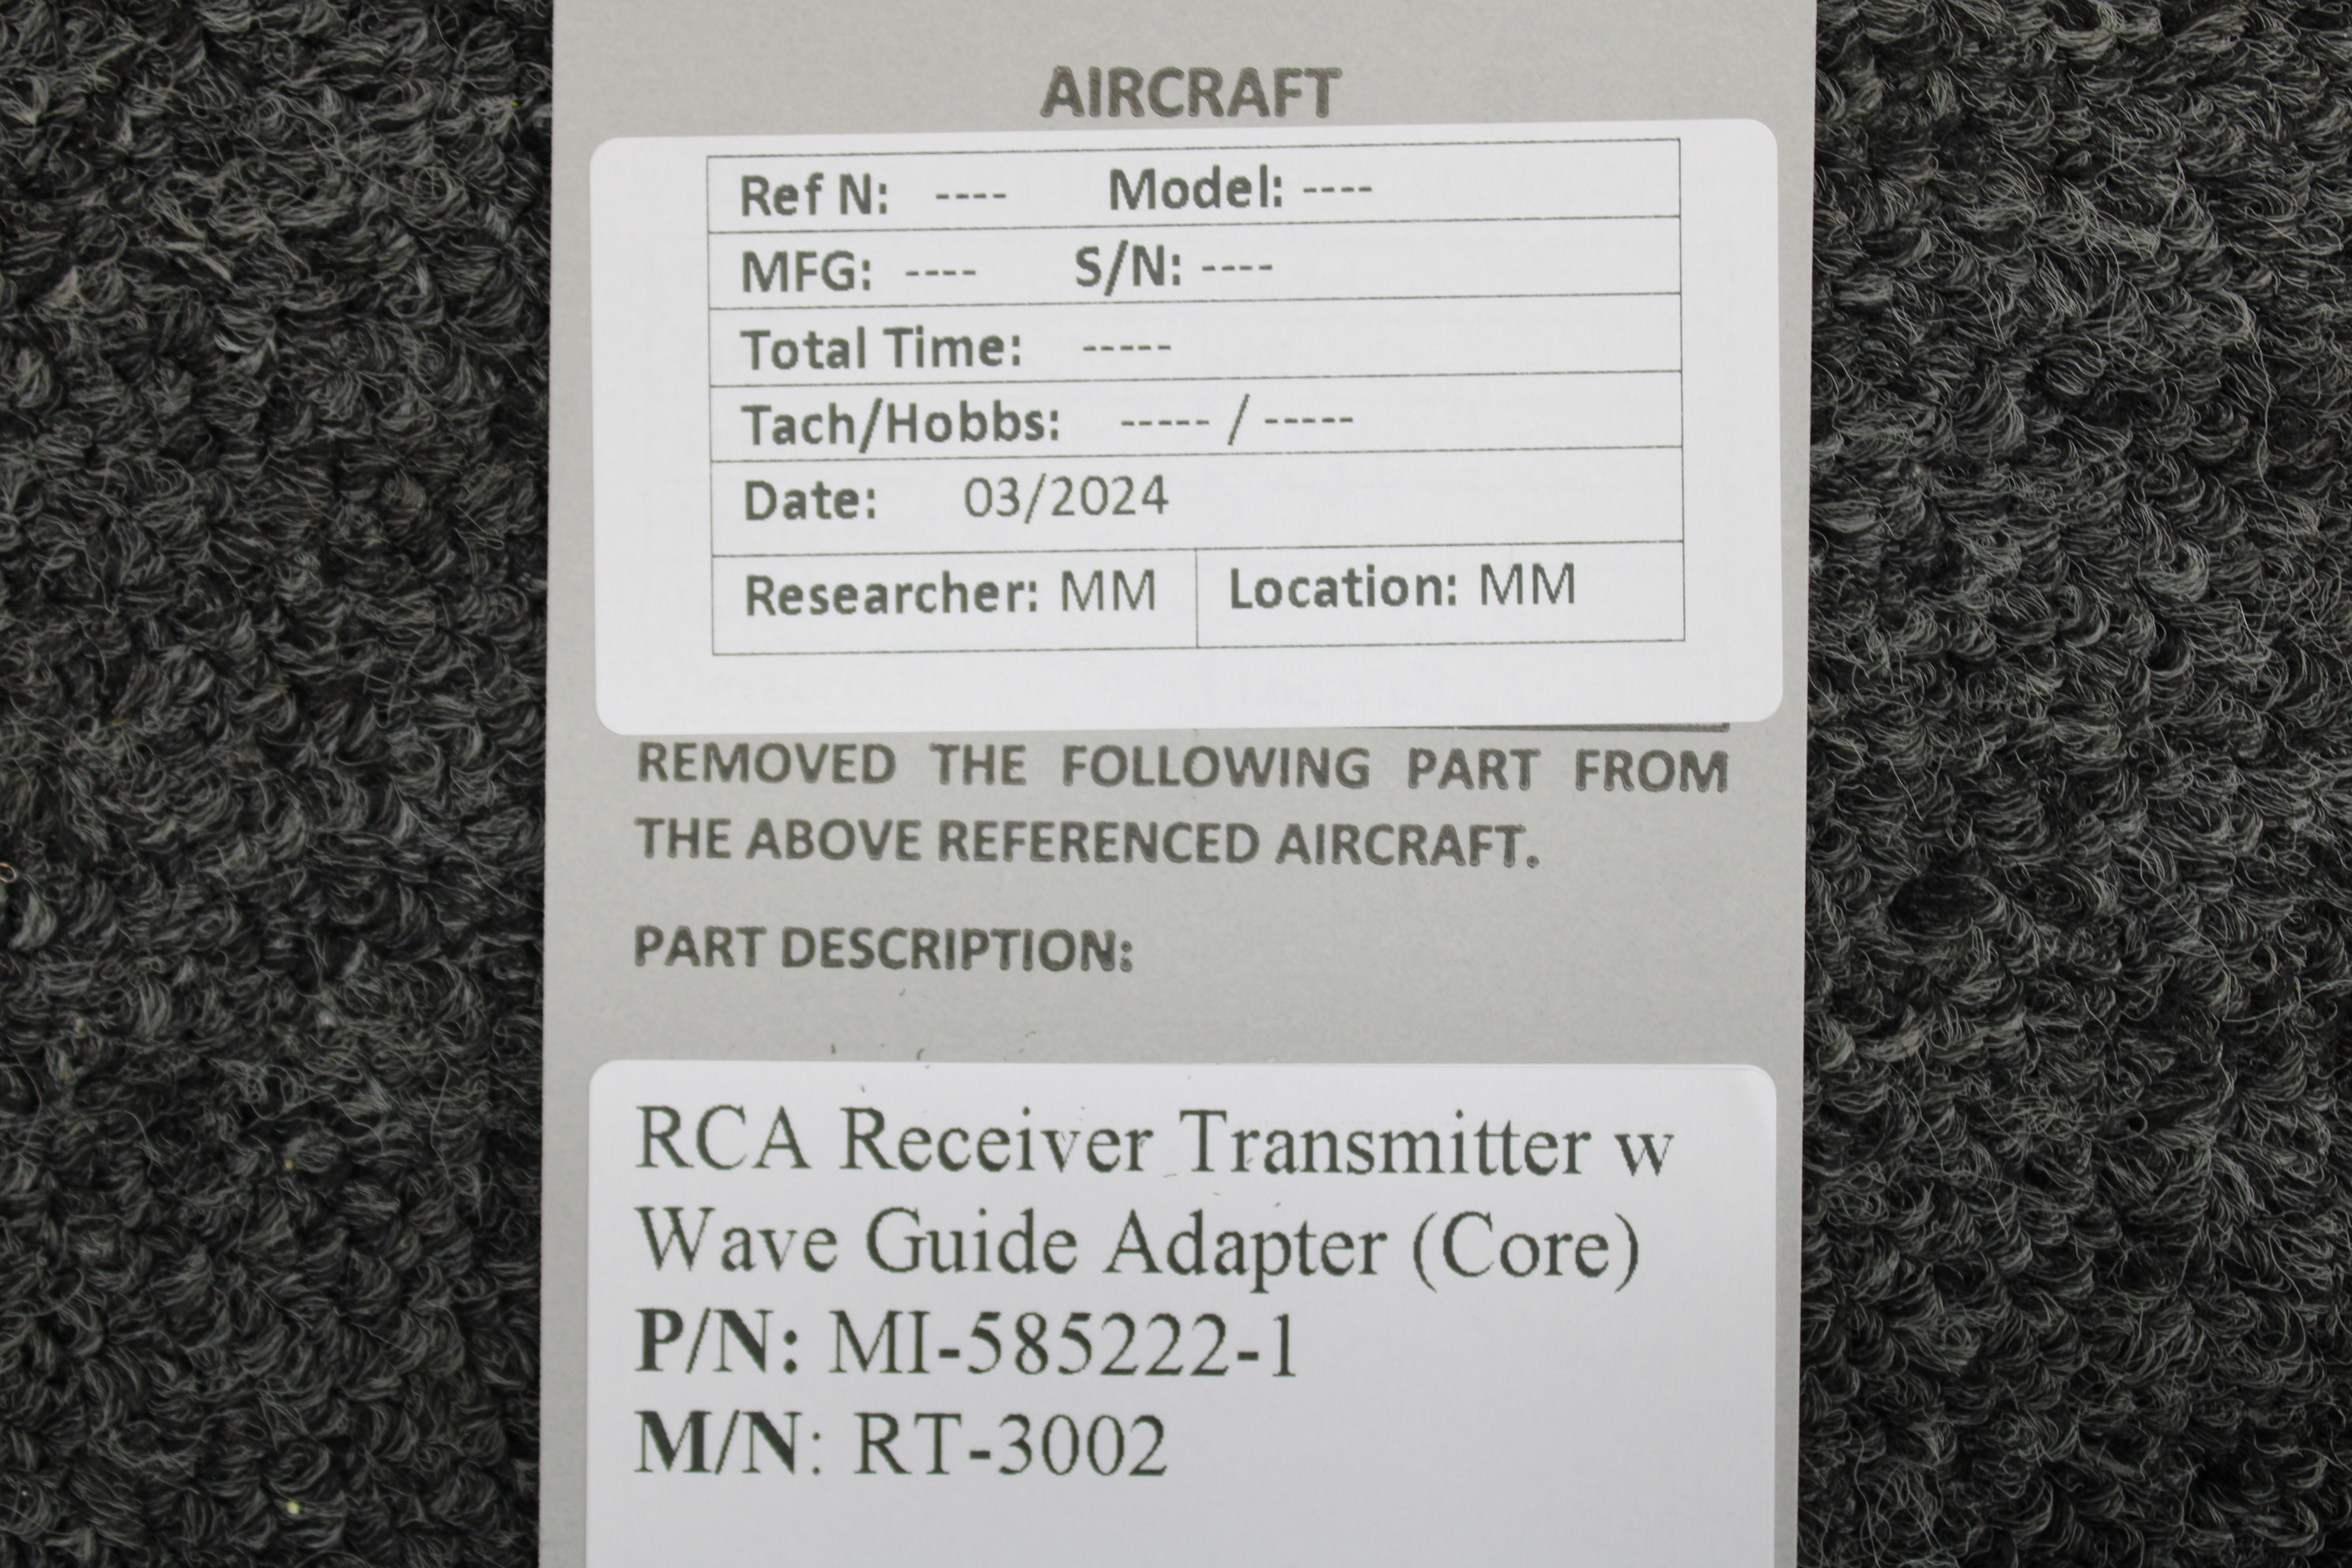 AIRCRAFT
Ref N: ---- Model: ----
MFG: ---- S/N: ----
Total Time: -----
Tach/Hobbs: ----- / -----
Date: 03/2024
Researcher: MM Location: MM
REMOVED THE FOLLOWING PART FROM
THE ABOVE REFERENCED AIRCRAFT.
PART DESCRIPTION:
RCA Receiver Transmitter w
Wave Guide Adapter (Core)
P/N: MI-585222-1
M/N: RT-3002